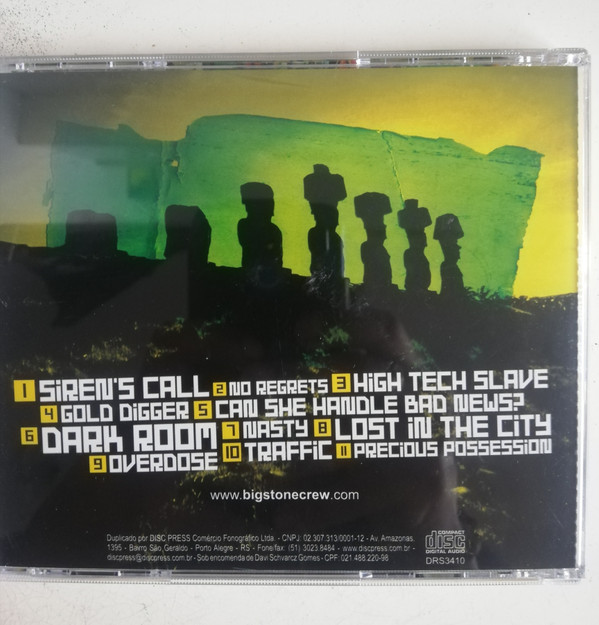 1 SIREN'S CALL 2 NO REGRETS 3 HIGH TECH SLAVE
4 GOLD DIGGER 5 CAN SHE HANDLE BAD NEWS?
6 DARK ROOM 7 NASTY 8 LOST IN THE CITY
9 OVERDOSE 10 TRAFFIC 11 PRECIOUS POSSESSION
www.bigstonecrew.com
Duplicado por DISC PRESS Comércio Fonográfico Ltda. - CNPJ: 02.307.313/0001-12 - Av. Amazonas,
1395 - Bairro São Geraldo - Porto Alegre - RS - Fone/fax: (51) 3023.8484 - www.discpress.com.br -
discpress@discpress.com.br - Sob encomenda de Davi Schvarcz Gomes - CPF: 021.488.220-98
COMPACT
disc
DIGITAL AUDIO
DRS3410